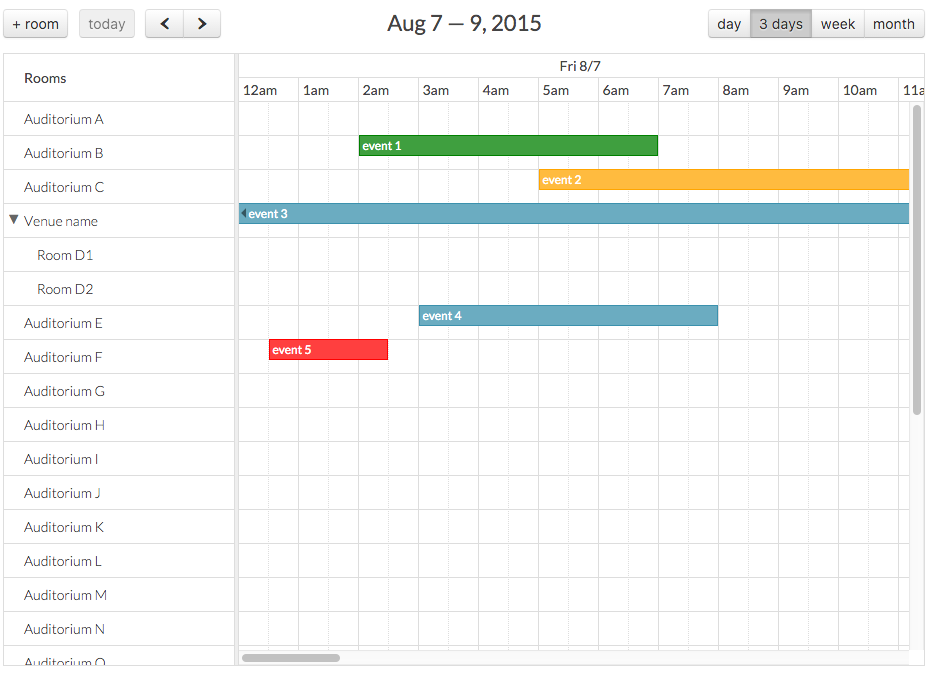 + room today Aug 7 — 9, 2015 day 3 days week month
Rooms
Fri 8/7
12am 1am 2am 3am 4am 5am 6am 7am 8am 9am 10am 11a
Auditorium A
Auditorium B event 1
Auditorium C event 2
Venue name event 3
Room D1
Room D2
Auditorium E event 4
Auditorium F event 5
Auditorium G
Auditorium H
Auditorium I
Auditorium J
Auditorium K
Auditorium L
Auditorium M
Auditorium N
Auditorium O